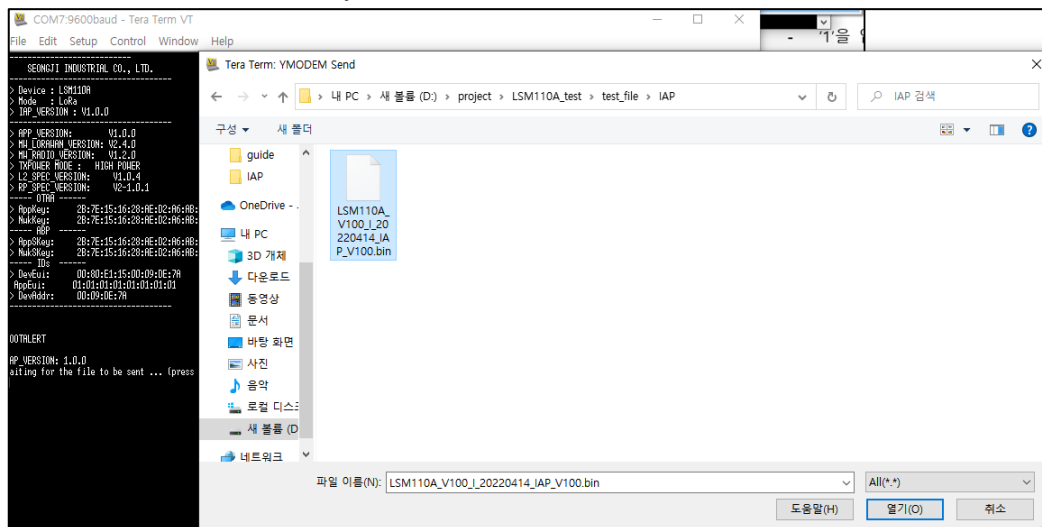 COM7:9600baud - Tera Term VT
File Edit Setup Control Window Help
- '1'을
SEONGJI INDUSTRIAL CO., LTD.
> Device : LSM110A
> Mode : LoRa
> IAP_VERSION : V1.0.0
> APP_VERSION: V1.0.0
> MW_LORAWAN_VERSION: V2.4.0
> MW_RADIO_VERSION: V1.2.0
> TXPOWER MODE : HIGH POWER
> L2_SPEC_VERSION: V1.0.4
> RP_SPEC_VERSION: V2-1.0.1
----- OTAA ------
> AppKey: 2B:7E:15:16:28:AE:D2:A6:AB:
> NwkKey: 2B:7E:15:16:28:AE:D2:A6:AB:
----- ABP ------
> AppSKey: 2B:7E:15:16:28:AE:D2:A6:AB:
> NwkSKey: 2B:7E:15:16:28:AE:D2:A6:AB:
----- IDs ------
> DevEui: 00:80:E1:15:00:09:DE:7A
AppEui: 01:01:01:01:01:01:01:01
> DevAddr: 00:09:DE:7A
OOTALERT
AP_VERSION: 1.0.0
aiting for the file to be sent ... (press
Tera Term: YMODEM Send
내 PC > 새 볼륨 (D:) > project > LSM110A_test > test_file > IAP
IAP 검색
구성 새 폴더
guide
IAP
OneDrive - .
내 PC
3D 개체
다운로드
동영상
문서
바탕 화면
사진
음악
로컬 디스크
새 볼륨 (D
네트워크
LSM110A_
V100_I_20
220414_IA
P_V100.bin
파일 이름(N): LSM110A_V100_I_20220414_IAP_V100.bin
All(*.*)
도움말(H) 열기(O) 취소